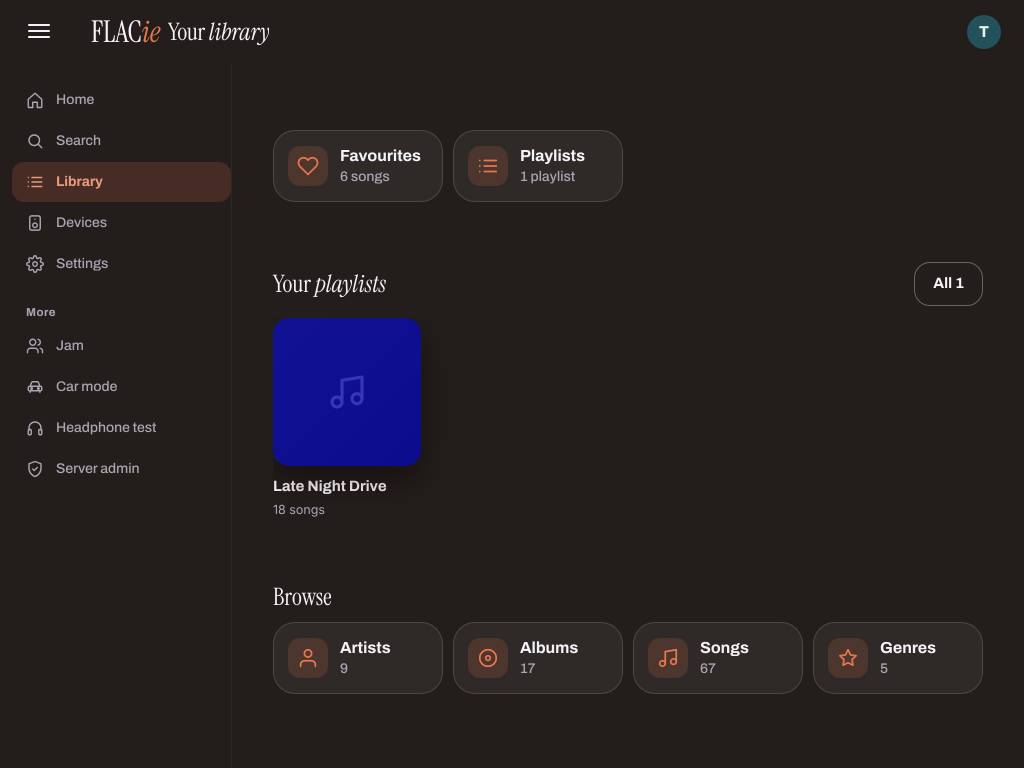 FLACie Your library
T
Home
Search
Library
Devices
Settings
More
Jam
Car mode
Headphone test
Server admin
Favourites
6 songs
Playlists
1 playlist
Your playlists
All 1
Late Night Drive
18 songs
Browse
Artists
9
Albums
17
Songs
67
Genres
5